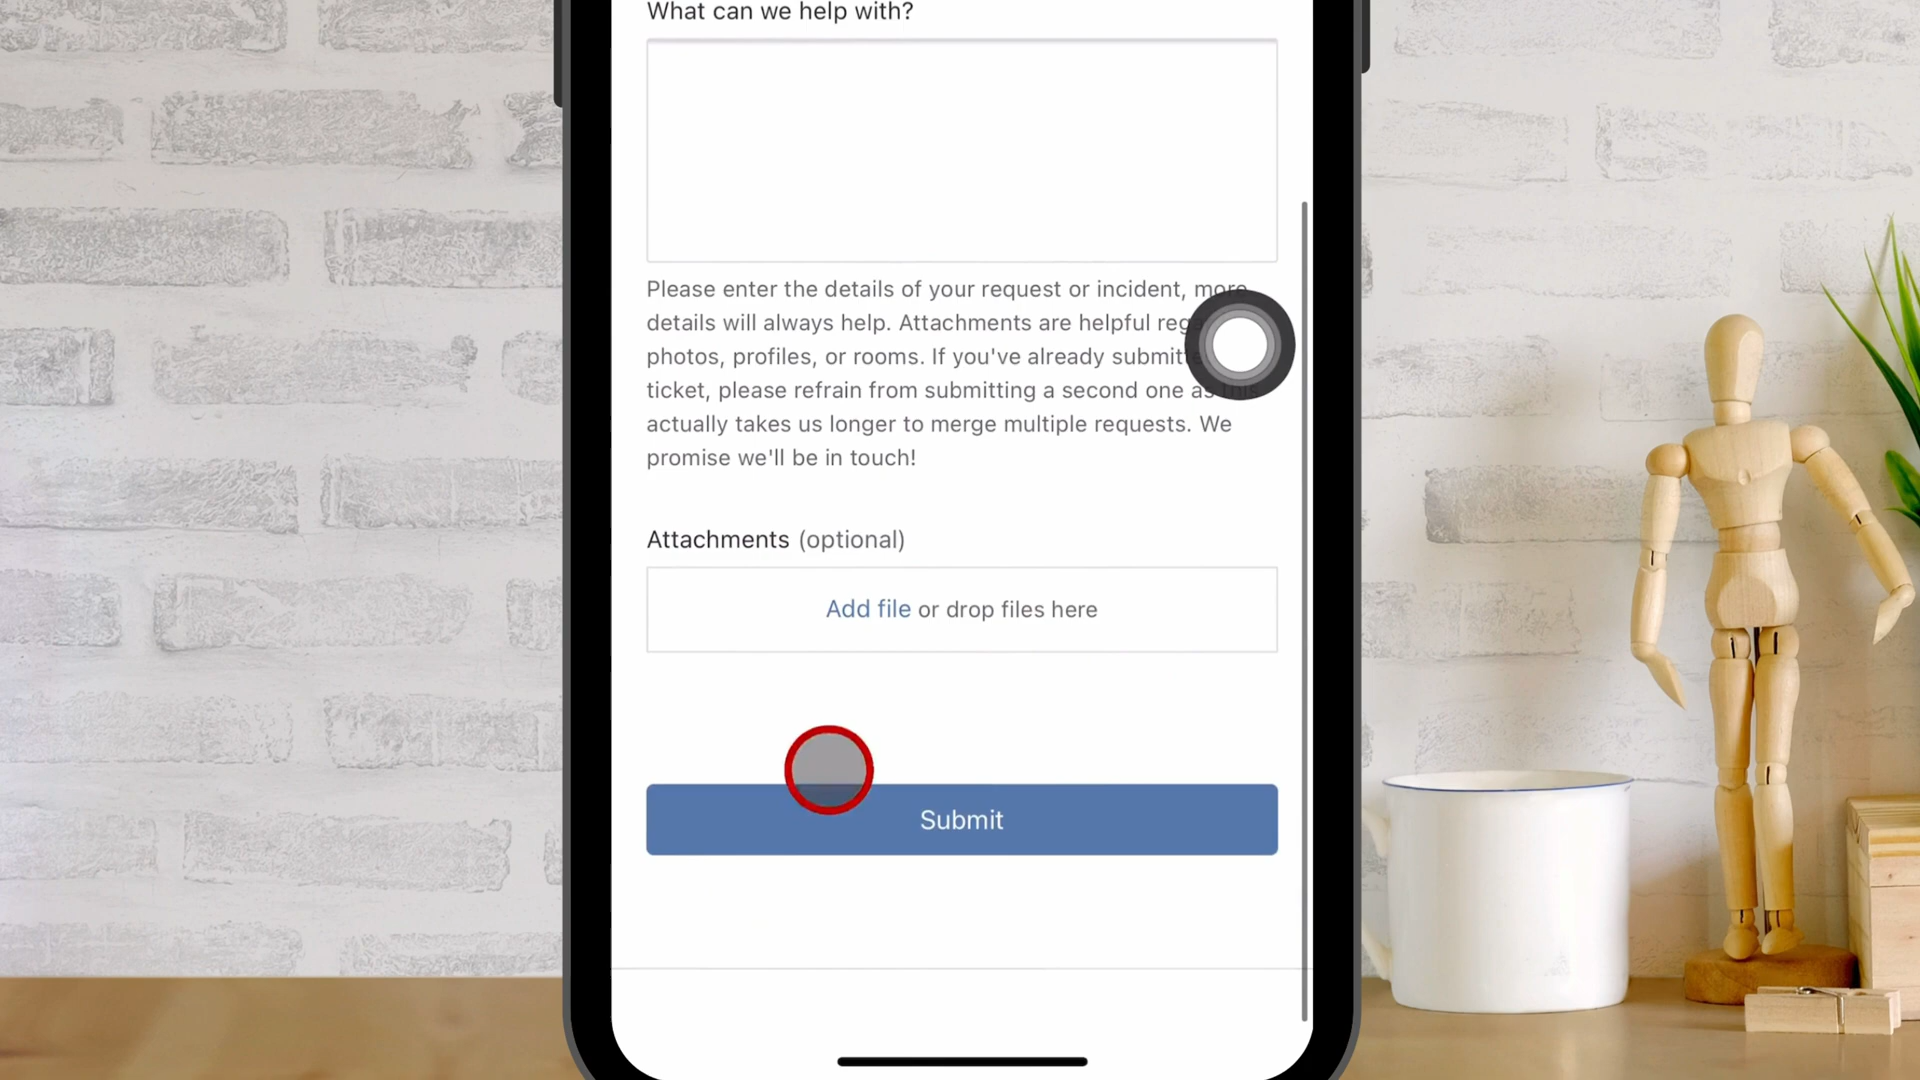 What can we help with?
Please enter the details of your request or incident, more
details will always help. Attachments are helpful
photos, profiles, or rooms. If you've already
ticket, please refrain from submitting a second one as this
actually takes us longer to merge multiple requests. We
promise we'll be in touch!
Attachments (optional)
Add file or drop files here
Submit